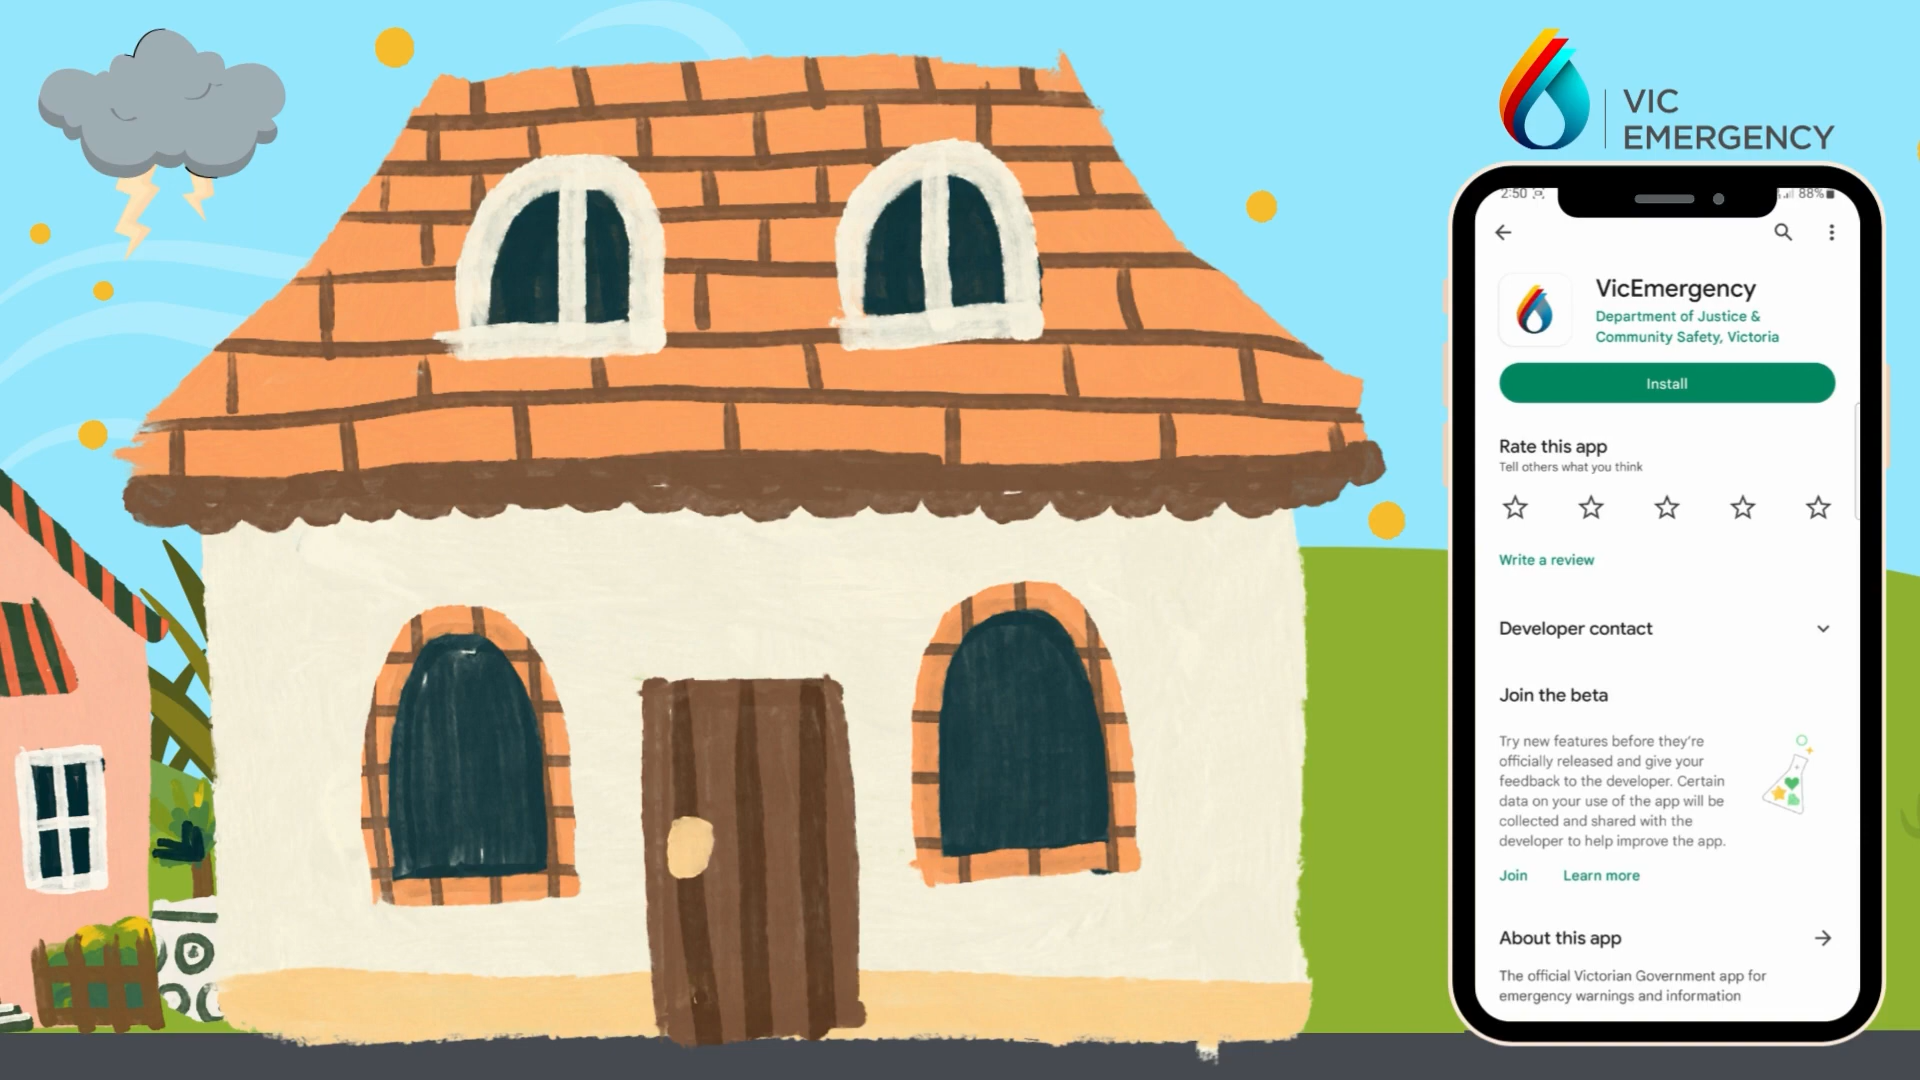 VIC
EMERGENCY
2:50
88%
VicEmergency
Department of Justice &
Community Safety, Victoria
Install
Rate this app
Tell others what you think
Write a review
Developer contact
Join the beta
Try new features before they're
officially released and give your
feedback to the developer. Certain
data on your use of the app will be
collected and shared with the
developer to help improve the app.
Join Learn more
About this app
The official Victorian Government app for
emergency warnings and information